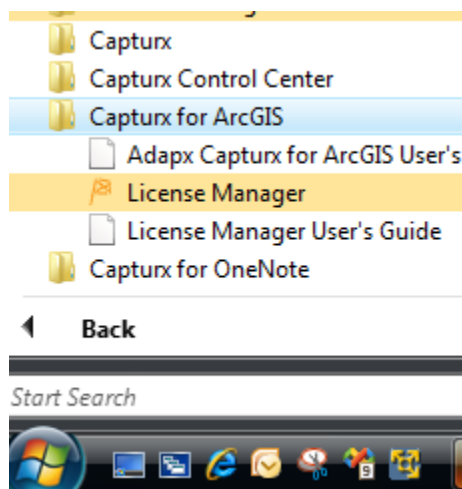 Capturx
Capturx Control Center
Capturx for ArcGIS
Adapx Capturx for ArcGIS User's
License Manager
License Manager User's Guide
Capturx for OneNote
Back
Start Search
9